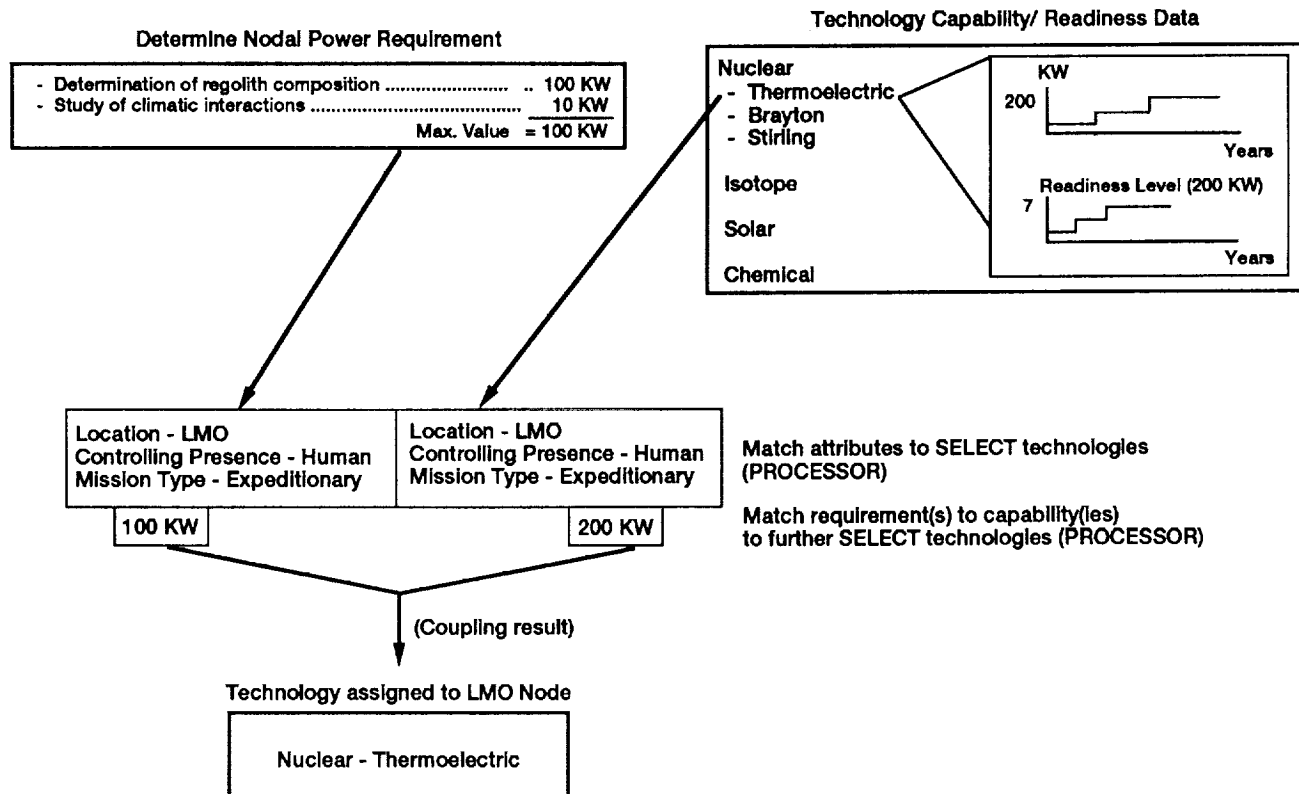 Determine Nodal Power Requirement
- Determination of regolith composition ........................ .. 100 KW
- Study of climatic interactions ........................................ 10 KW
Max. Value = 100 KW
Technology Capability/ Readiness Data
Nuclear
- Thermoelectric
- Brayton
- Stirling
Isotope
Solar
Chemical
KW
200
Years
Readiness Level (200 KW)
7
Years
Location - LMO
Controlling Presence - Human
Mission Type - Expeditionary
100 KW
Location - LMO
Controlling Presence - Human
Mission Type - Expeditionary
200 KW
Match attributes to SELECT technologies
(PROCESSOR)
Match requirement(s) to capability(ies)
to further SELECT technologies (PROCESSOR)
(Coupling result)
Technology assigned to LMO Node
Nuclear - Thermoelectric